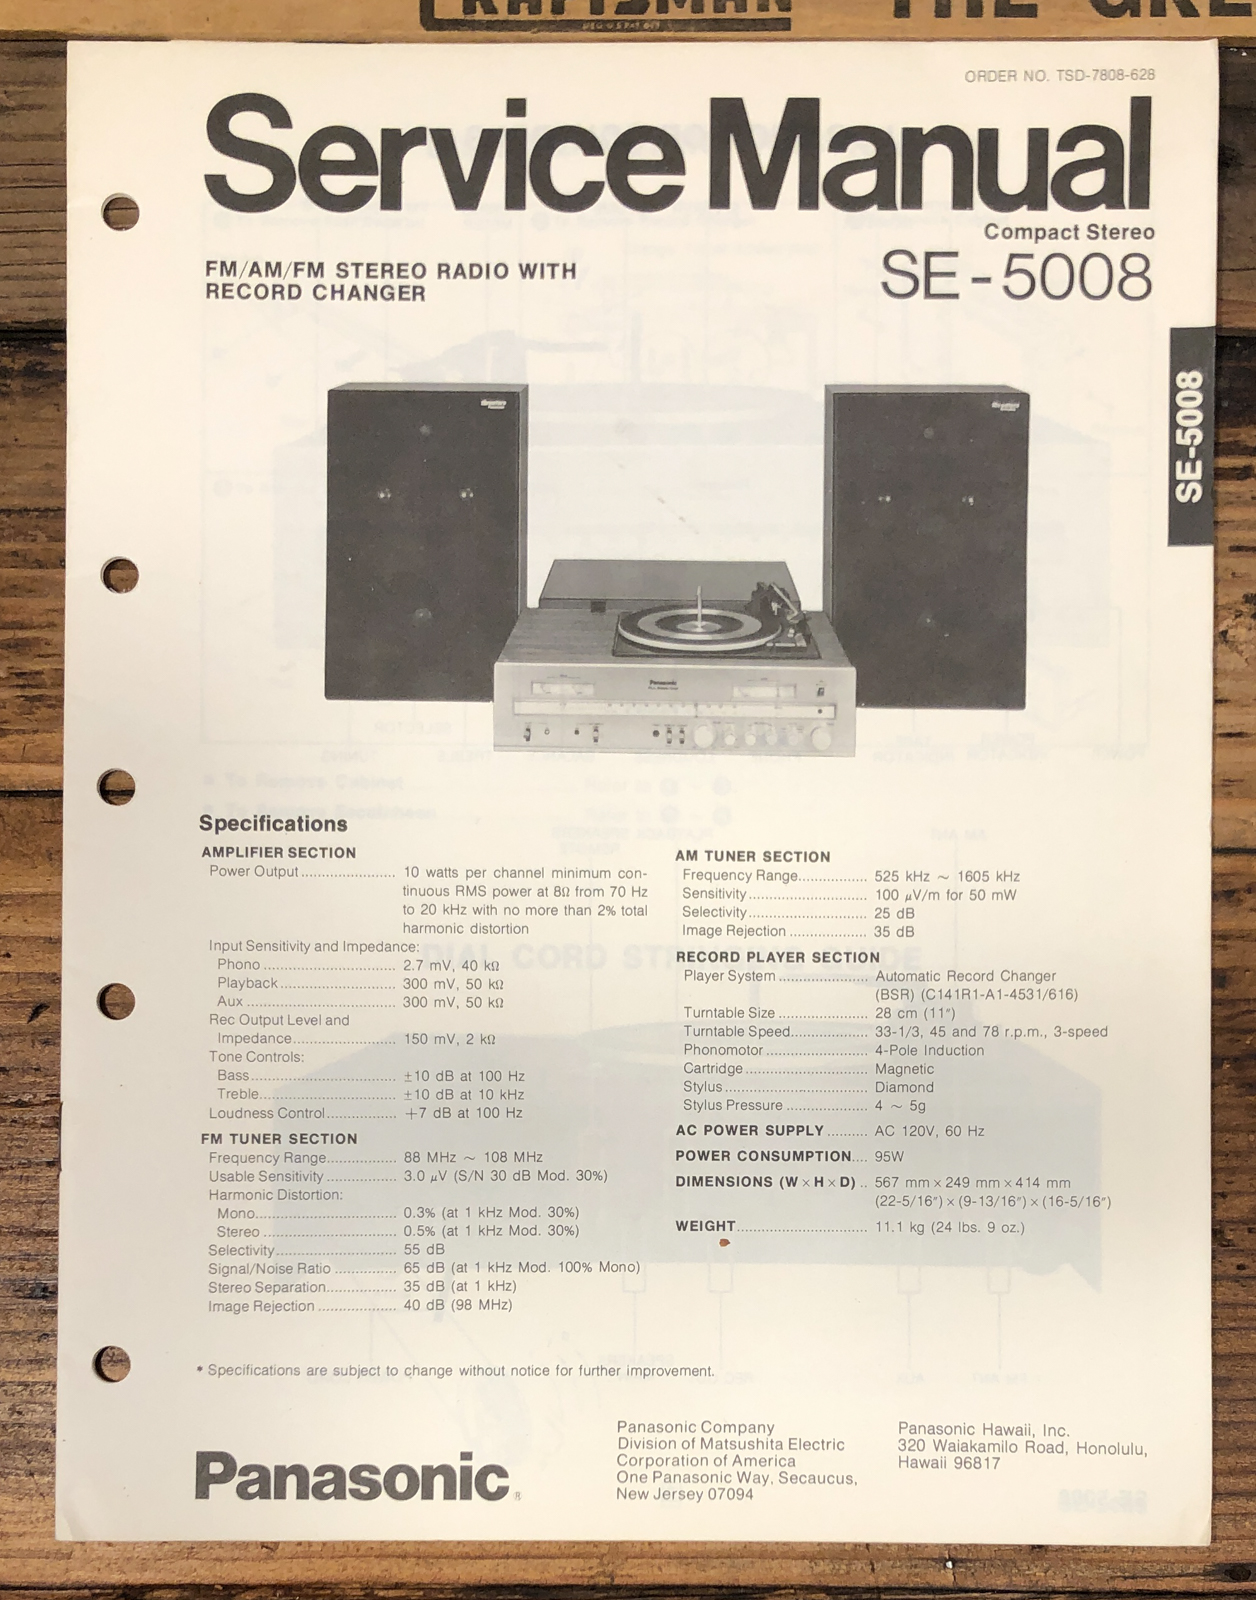 CRAFTSMAN THE GRE
ORDER NO. TSD-7808-628
Service Manual
Compact Stereo
SE-5008
FM/AM/FM STEREO RADIO WITH
RECORD CHANGER
SE-5008
Panasonic
Specifications
AMPLIFIER SECTION
Power Output ...................... 10 watts per channel minimum con-
tinuous RMS power at 8Ω from 70 Hz
to 20 kHz with no more than 2% total
harmonic distortion
Input Sensitivity and Impedance:
Phone ............................... 2.7 mV, 40 kΩ
Playback ........................... 300 mV, 50 kΩ
Aux ................................... 300 mV, 50 kΩ
Rec Output Level and
Impedance ........................ 150 mV, 2 kΩ
Tone Controls:
Bass .................................. ±10 dB at 100 Hz
Treble ................................ ±10 dB at 10 kHz
Loudness Control ................ +7 dB at 100 Hz
FM TUNER SECTION
Frequency Range ................ 88 MHz ~ 108 MHz
Usable Sensitivity ................ 3.0 μV (S/N 30 dB Mod. 30%)
Harmonic Distortion:
Mono ................................. 0.3% (at 1 kHz Mod. 30%)
Stereo ............................... 0.5% (at 1 kHz Mod. 30%)
Selectivity ............................ 55 dB
Signal/Noise Ratio .............. 65 dB (at 1 kHz Mod. 100% Mono)
Stereo Separation ................ 35 dB (at 1 kHz)
Image Rejection .................. 40 dB (98 MHz)
AM TUNER SECTION
Frequency Range ................ 525 kHz ~ 1605 kHz
Sensitivity ............................ 100 μV/m for 50 mW
Selectivity ............................ 25 dB
Image Rejection .................. 35 dB
RECORD PLAYER SECTION
Player System ..................... Automatic Record Changer
(BSR) (C141R1-A1-4531/616)
Turntable Size ..................... 28 cm (11")
Turntable Speed .................. 33-1/3, 45 and 78 r.p.m., 3-speed
Phonomotor ........................ 4-Pole Induction
Cartridge ............................. Magnetic
Stylus .................................. Diamond
Stylus Pressure ................... 4 ~ 5g
AC POWER SUPPLY .......... AC 120V, 60 Hz
POWER CONSUMPTION .... 95W
DIMENSIONS (W × H × D) .. 567 mm × 249 mm × 414 mm
(22-5/16") × (9-13/16") × (16-5/16")
WEIGHT ............................... 11.1 kg (24 lbs. 9 oz.)
* Specifications are subject to change without notice for further improvement.
Panasonic®
Panasonic Company
Division of Matsushita Electric
Corporation of America
One Panasonic Way, Secaucus,
New Jersey 07094
Panasonic Hawaii, Inc.
320 Waiakamilo Road, Honolulu,
Hawaii 96817